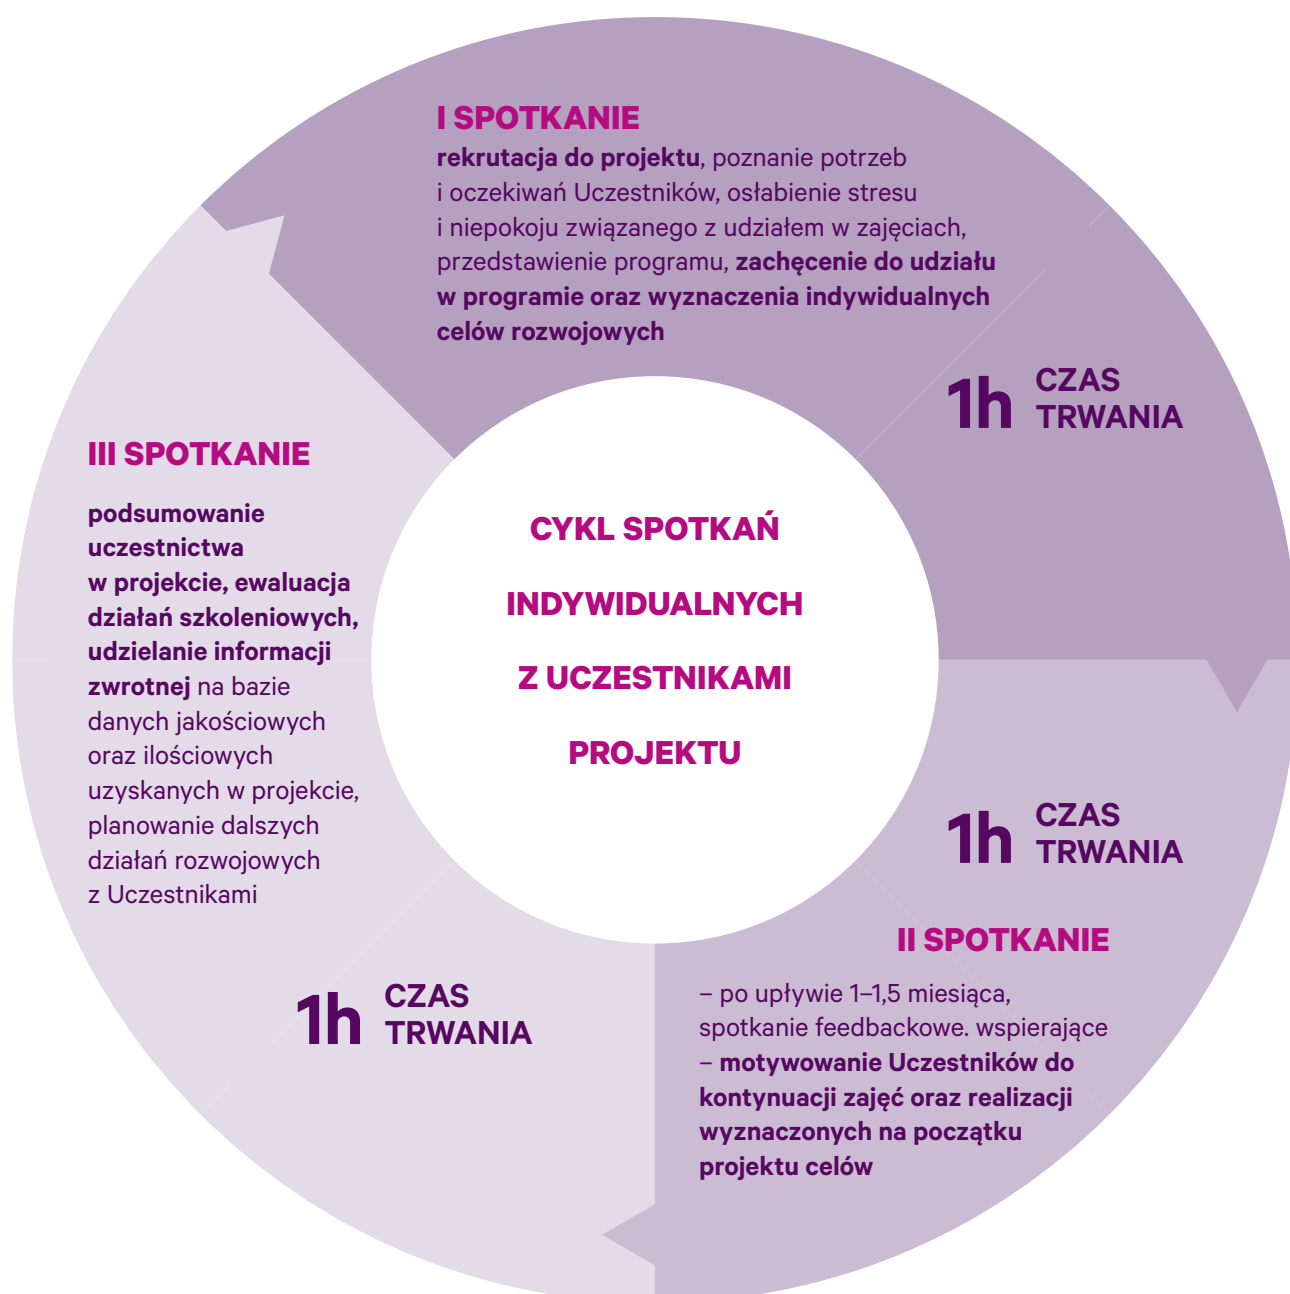 I SPOTKANIE
rekrutacja do projektu, poznanie potrzeb
i oczekiwań Uczestników, osłabienie stresu
i niepokoju związanego z udziałem w zajęciach,
przedstawienie programu, zachęcenie do udziału
w programie oraz wyznaczenia indywidualnych
celów rozwojowych
1h CZAS
TRWANIA
CYKL SPOTKAŃ
INDYWIDUALNYCH
Z UCZESTNIKAMI
PROJEKTU
1h CZAS
TRWANIA
II SPOTKANIE
– po upływie 1–1,5 miesiąca,
spotkanie feedbackowe. wspierające
– motywowanie Uczestników do
kontynuacji zajęć oraz realizacji
wyznaczonych na początku
projektu celów
III SPOTKANIE
podsumowanie
uczestnictwa
w projekcie, ewaluacja
działań szkoleniowych,
udzielanie informacji
zwrotnej na bazie
danych jakościowych
oraz ilościowych
uzyskanych w projekcie,
planowanie dalszych
działań rozwojowych
z Uczestnikami
1h CZAS
TRWANIA